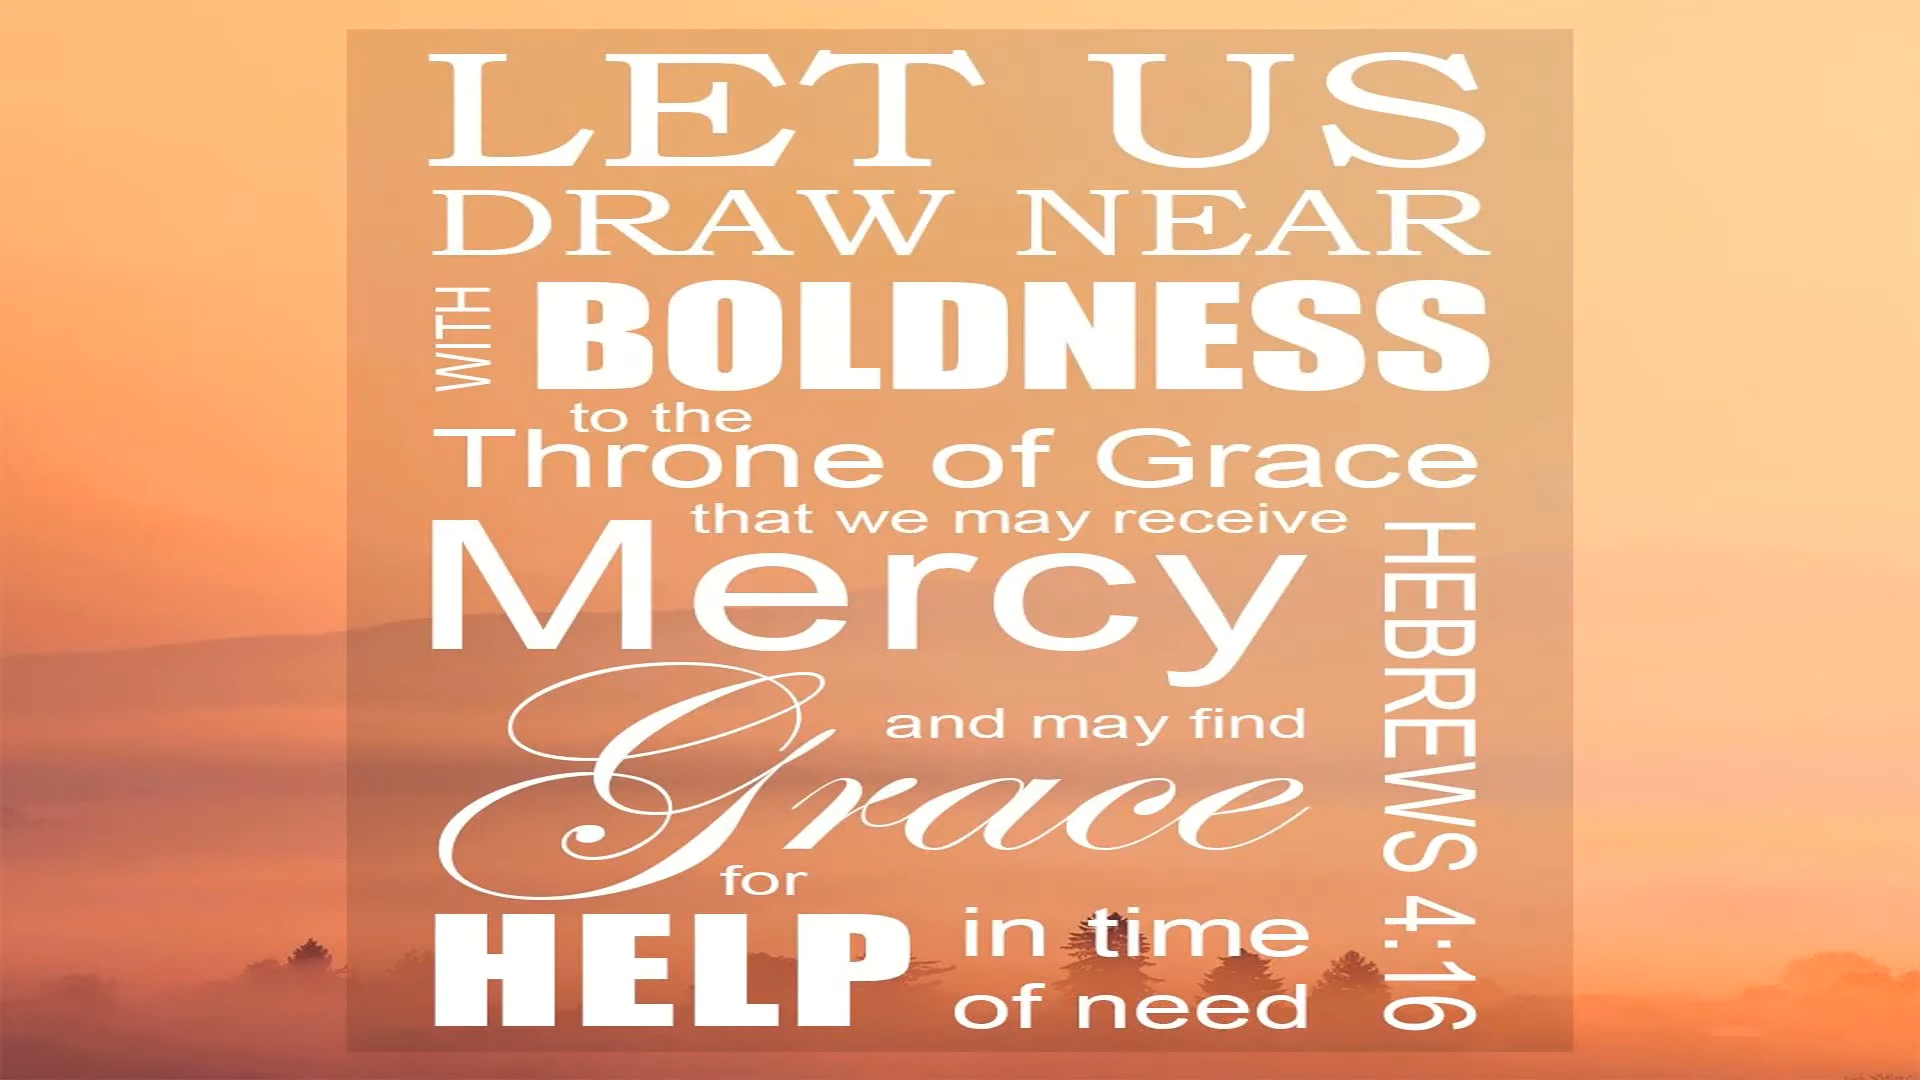 LET US
DRAW NEAR
WITH BOLDNESS
to the
Throne of Grace
that we may receive
Mercy
and may find
Grace
for
HELP in time
of need
HEBREWS 4:16